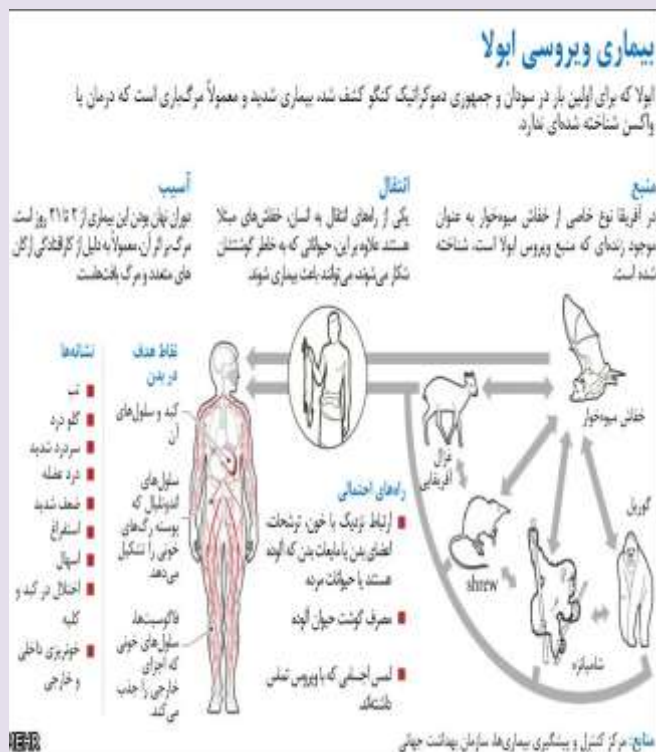 بیماری ویروسی ابولا
ابولا که برای اولین بار در سودان و جمهوری دموکراتیک کنگو کشف شد، بیماری شدید و معمولاً مرگباری است که درمان یا
واکسن شناخته شده‌ای ندارد.
منبع
در آفریقا نوع خاصی از خفاش میوه‌خوار به عنوان
موجود زنده‌ای که منبع ویروس ابولا است، شناخته
شده است.
انتقال
یکی از راه‌های انتقال به انسان، خفاش‌های مبتلا
هستند علاوه بر این، حیواناتی که به خاطر گوشتشان
شکار می‌شوند، می‌توانند باعث بیماری شوند.
آسیب
دوران نهان بودن این بیماری از ۲ تا ۲۱ روز است.
مرگ بر اثر آن، معمولاً به دلیل از کارافتادگی ارگان
های متعدد و مرگ بافت‌هاست.
خفاش میوه‌خوار
غزال
آفریقایی
گوریل
shrew
شامپانزه
راه‌های احتمالی
ارتباط نزدیک با خون، ترشحات،
اعضای بدن یا مایعات بدن که آلوده
هستند یا حیوانات مرده
مصرف گوشت حیوان آلوده
لمس اجسامی که با ویروس تماس
داشته‌اند
نقاط هدف
در بدن
کبد و سلول‌های
آن
سلول‌های
اندوتلیال که
پوسته رگ‌های
خونی را تشکیل
می‌دهد.
فاگوسیت‌ها،
سلول‌های خونی
که اجزای
خارجی را جذب
می‌کند.
نشانه‌ها
تب
گلو درد
سردرد شدید
درد عضله
ضعف شدید
استفراغ
اسهال
اختلال در کبد و
کلیه
خونریزی داخلی
و خارجی
منابع: مرکز کنترل و پیشگیری بیماری‌ها، سازمان بهداشت جهانی
MEHR